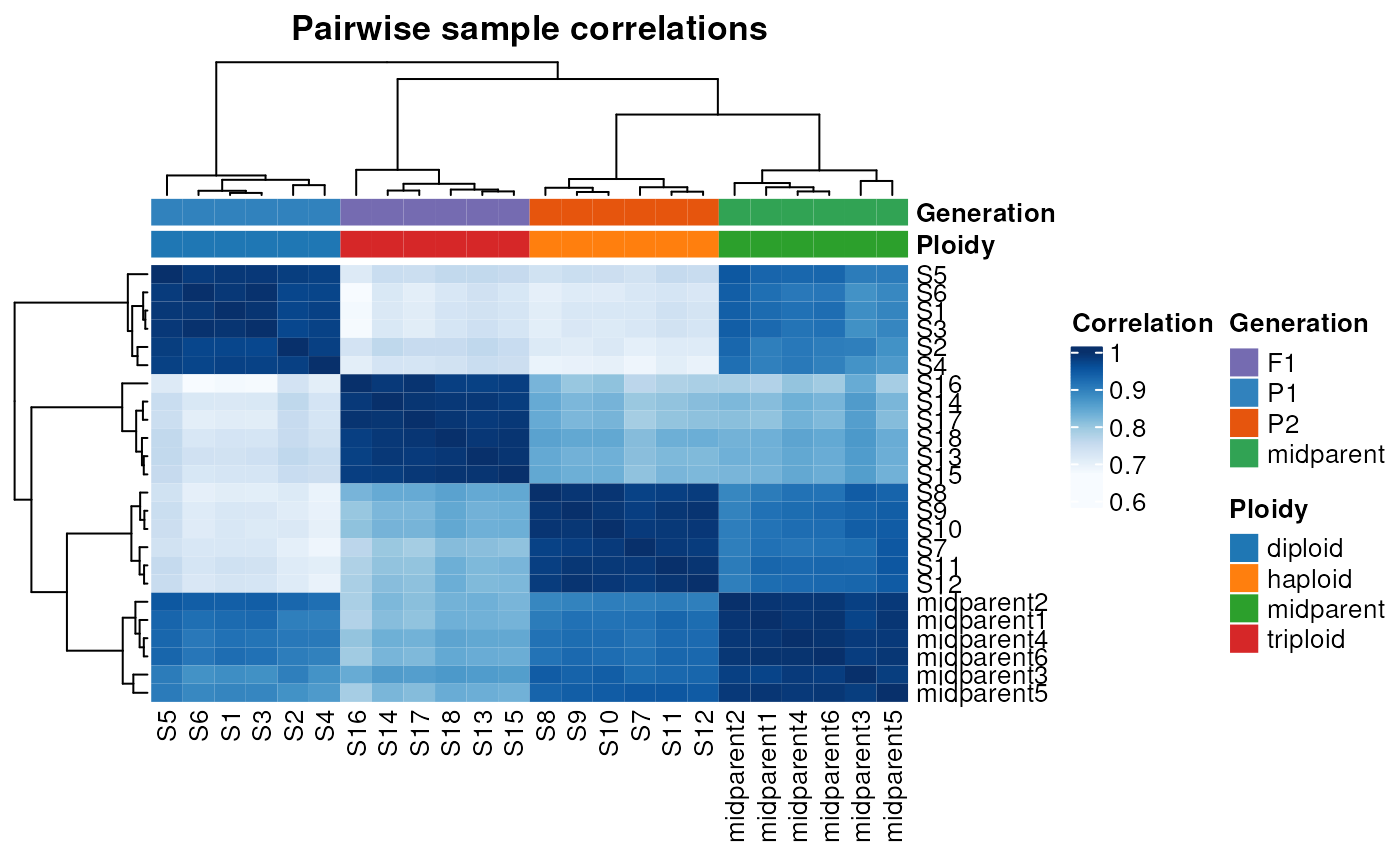 Pairwise sample correlations
Generation
Ploidy
S5
S6
S1
S3
S2
S4
S16
S14
S17
S18
S13
S15
S8
S9
S10
S7
S11
S12
midparent2
midparent1
midparent4
midparent6
midparent3
midparent5
S5 S6 S1 S3 S2 S4 S16 S14 S17 S18 S13 S15 S8 S9 S10 S7 S11 S12 midparent2 midparent1 midparent4 midparent6 midparent3 midparent5
Correlation
1
0.9
0.8
0.7
0.6
Generation
F1
P1
P2
midparent
Ploidy
diploid
haploid
midparent
triploid